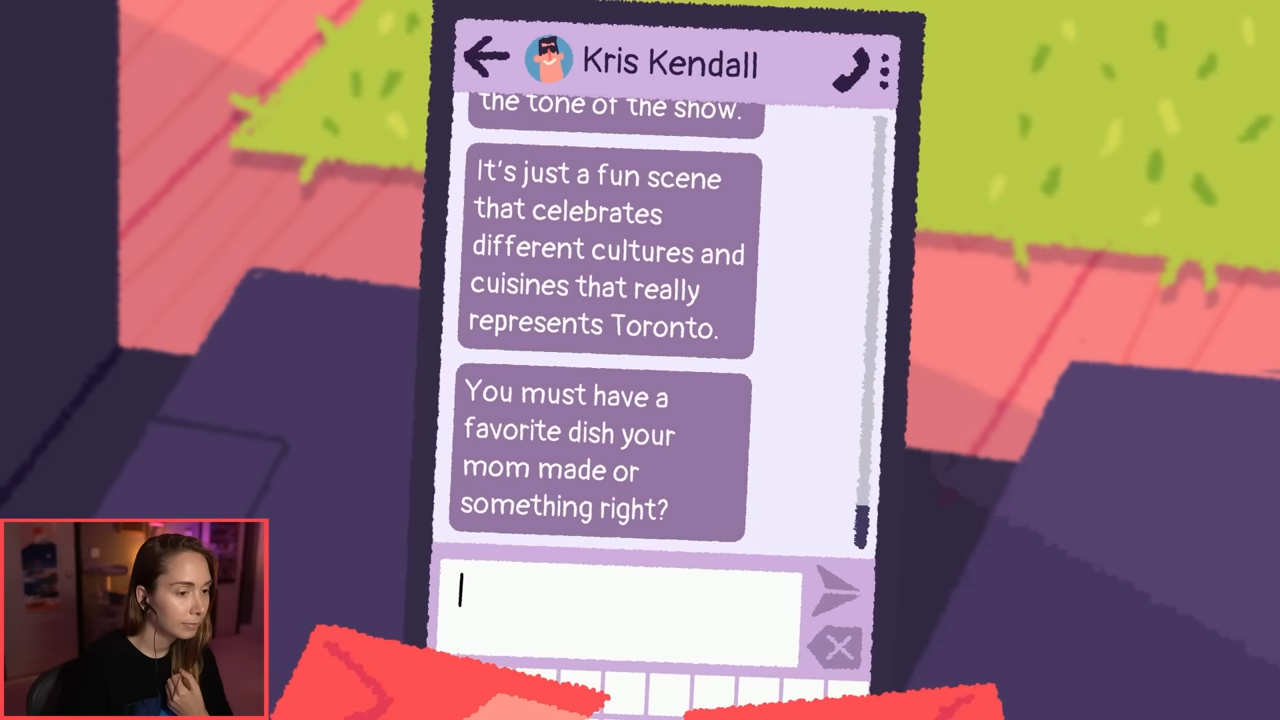 Kris Kendall
the tone of the show.
It's just a fun scene
that celebrates
different cultures and
cuisines that really
represents Toronto.
You must have a
favorite dish your
mom made or
something right?